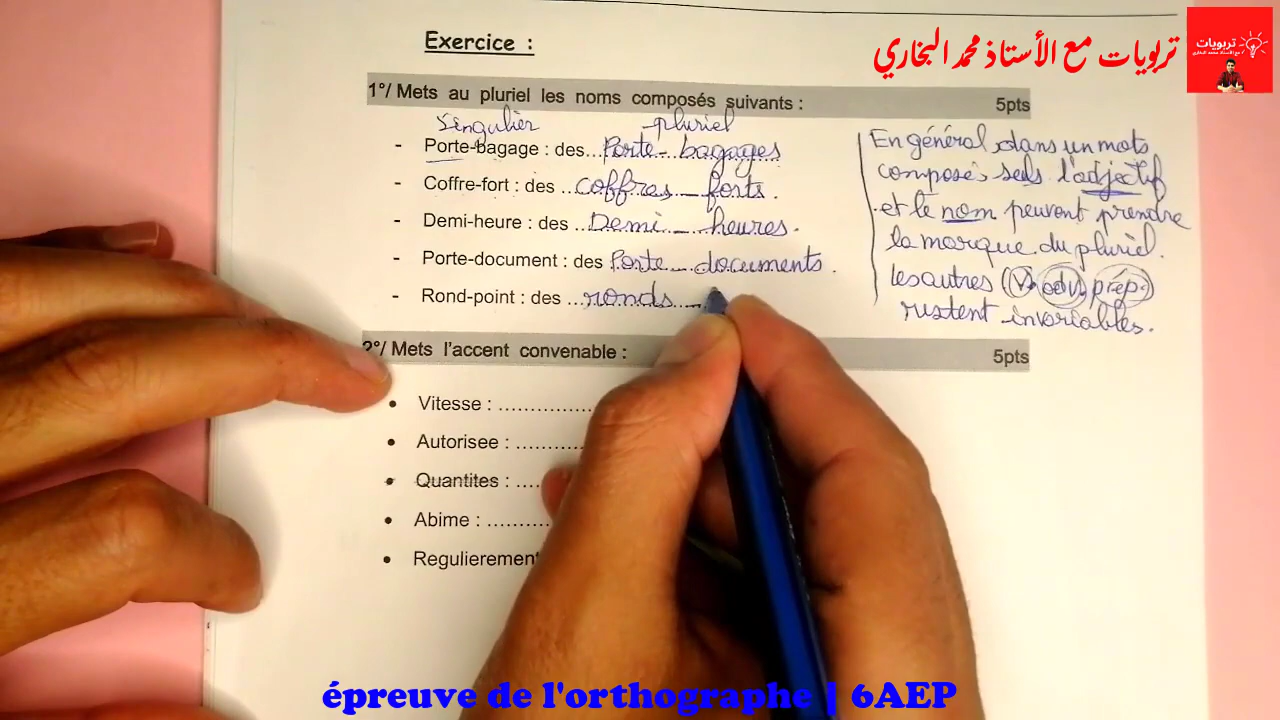 تربويات مع الأستاذ محمد البخاري
تربويات
مع الأستاذ محمد البخاري
Exercice :
1°/ Mets au pluriel les noms composés suivants : 5pts
singulier pluriel
- Porte-bagage : des...Porte-bagages
- Coffre-fort : des ...coffres-forts.
- Demi-heure : des ...Demi-heures.
- Porte-document : des Porte-documents.
- Rond-point : des ...ronds-
En général dans un mots
composés seuls l'adjectif
et le nom peuvent prendre
la marque du pluriel.
les autres (V, adv, prép.)
restent invariables.
2°/ Mets l'accent convenable : 5pts
• Vitesse : ................
• Autorisee : ............
• Quantites : ....
• Abime : ...........
• Regulierement
épreuve de l'orthographe | 6AEP